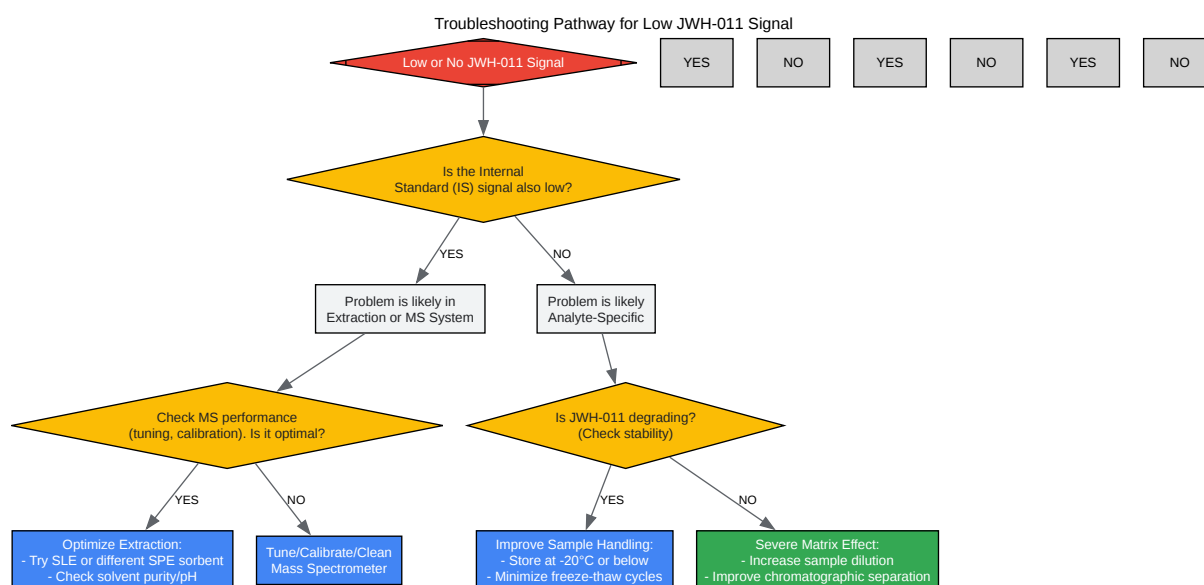 Troubleshooting Pathway for Low JWH-011 Signal
Low or No JWH-011 Signal
YES
NO
YES
NO
YES
NO
Is the Internal
Standard (IS) signal also low?
YES
NO
Problem is likely in
Extraction or MS System
Problem is likely
Analyte-Specific
Check MS performance
(tuning, calibration). Is it optimal?
Is JWH-011 degrading?
(Check stability)
YES
NO
YES
NO
Optimize Extraction:
- Try SLE or different SPE sorbent
- Check solvent purity/pH
Tune/Calibrate/Clean
Mass Spectrometer
Improve Sample Handling:
- Store at -20°C or below
- Minimize freeze-thaw cycles
Severe Matrix Effect:
- Increase sample dilution
- Improve chromatographic separation